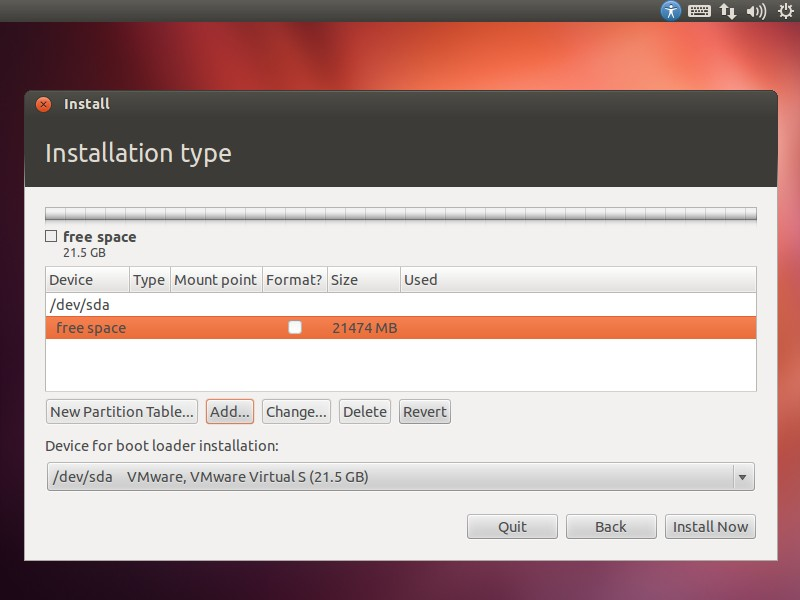 Install
Installation type
free space
21.5 GB
Device Type Mount point Format? Size Used
/dev/sda
free space 21474 MB
New Partition Table... Add... Change... Delete Revert
Device for boot loader installation:
/dev/sda VMware, VMware Virtual S (21.5 GB)
Quit Back Install Now